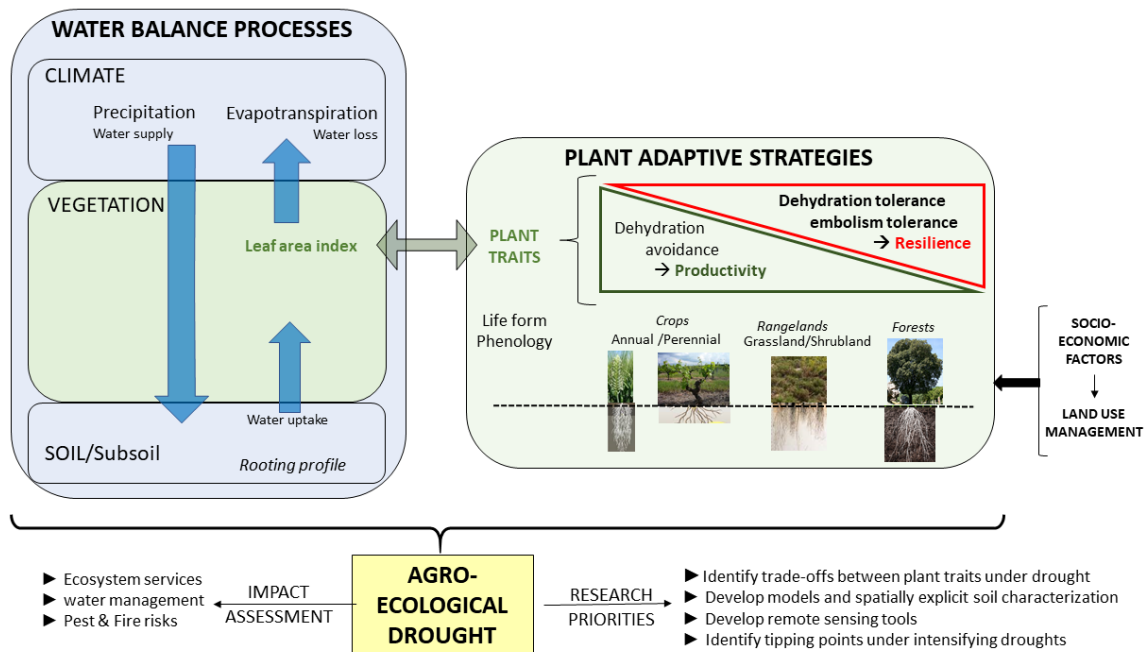 WATER BALANCE PROCESSES
CLIMATE
Precipitation
Water supply
Evapotranspiration
Water loss
VEGETATION
Leaf area index
Water uptake
SOIL/Subsoil
Rooting profile
PLANT ADAPTIVE STRATEGIES
PLANT
TRAITS
Dehydration tolerance
embolism tolerance
→ Resilience
Dehydration
avoidance
→ Productivity
Life form
Phenology
Crops
Annual /Perennial
Rangelands
Grassland/Shrubland
Forests
SOCIO-
ECONOMIC
FACTORS
LAND USE
MANAGEMENT
► Ecosystem services
► water management
► Pest & Fire risks
IMPACT
ASSESSMENT
AGRO-
ECOLOGICAL
DROUGHT
RESEARCH
PRIORITIES
► Identify trade-offs between plant traits under drought
► Develop models and spatially explicit soil characterization
► Develop remote sensing tools
► Identify tipping points under intensifying droughts